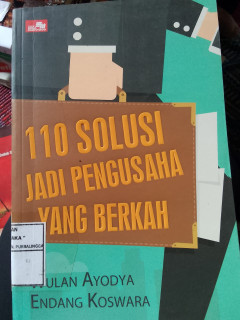 110 SOLUSI
JADI PENGUSAHA
YANG BERKAH
WULAN AYODYA
ENDANG KOSWARA